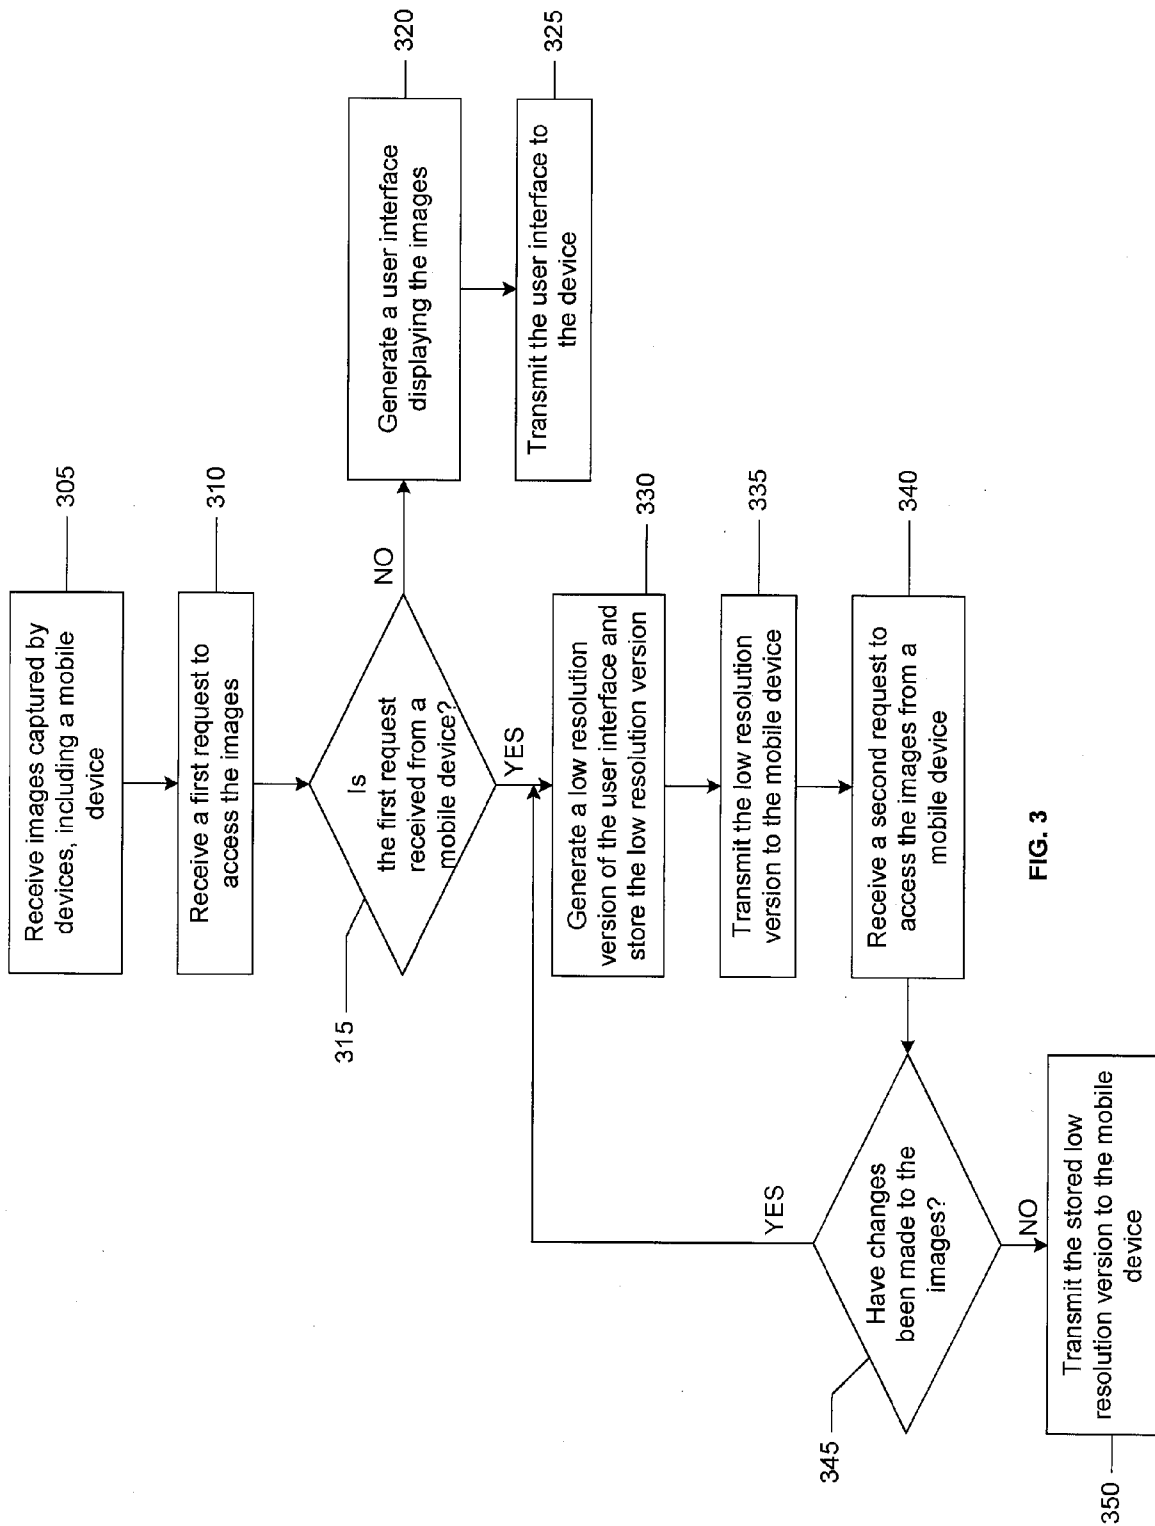 Receive images captured by
devices, including a mobile
device
305
Receive a first request to
access the images
310
Is
the first request
received from a
mobile device?
315
NO
YES
Generate a user interface
displaying the images
320
Transmit the user interface to
the device
325
Generate a low resolution
version of the user interface and
store the low resolution version
330
Transmit the low resolution
version to the mobile device
335
Receive a second request to
access the images from a
mobile device
340
Have changes
been made to the
images?
345
YES
NO
Transmit the stored low
resolution version to the mobile
device
350
FIG. 3